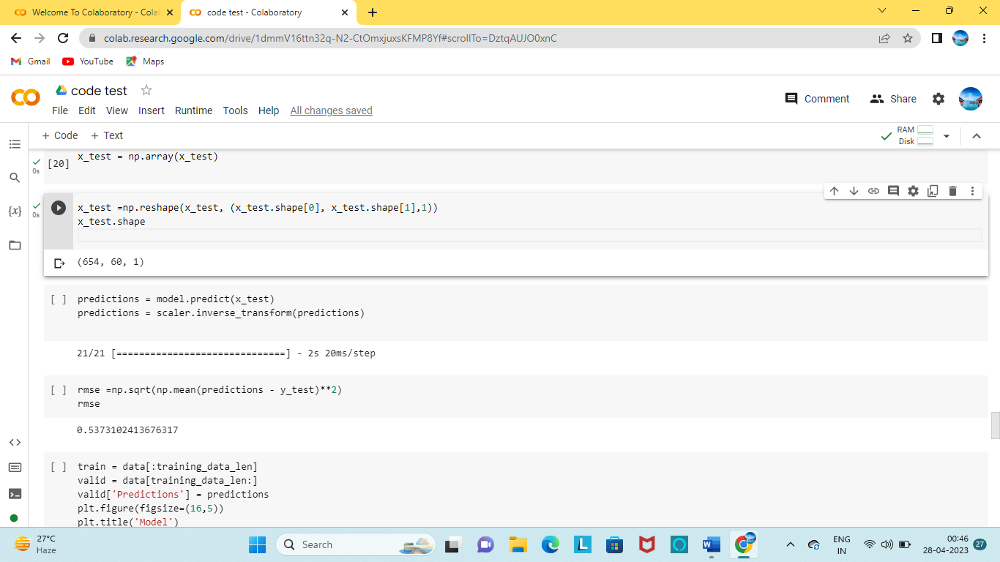 Welcome To Colaboratory - Cola
code test - Colaboratory
colab.research.google.com/drive/1dmmV16ttn32q-N2-CtOmxjuxsKFMP8Yf#scrollTo=DztqAUJO0xnC
Gmail YouTube Maps
code test
Comment Share
File Edit View Insert Runtime Tools Help All changes saved
+ Code + Text
RAM
Disk
[20] x_test = np.array(x_test)
0s
x_test =np.reshape(x_test, (x_test.shape[0], x_test.shape[1],1))
0s
x_test.shape
(654, 60, 1)
[ ] predictions = model.predict(x_test)
predictions = scaler.inverse_transform(predictions)
21/21 [==============================] - 2s 20ms/step
[ ] rmse =np.sqrt(np.mean(predictions - y_test)**2)
rmse
0.5373102413676317
[ ] train = data[:training_data_len]
valid = data[training_data_len:]
valid['Predictions'] = predictions
plt.figure(figsize=(16,5))
plt.title('Model')
27°C
Haze
Search
ENG
IN
00:46
28-04-2023
27